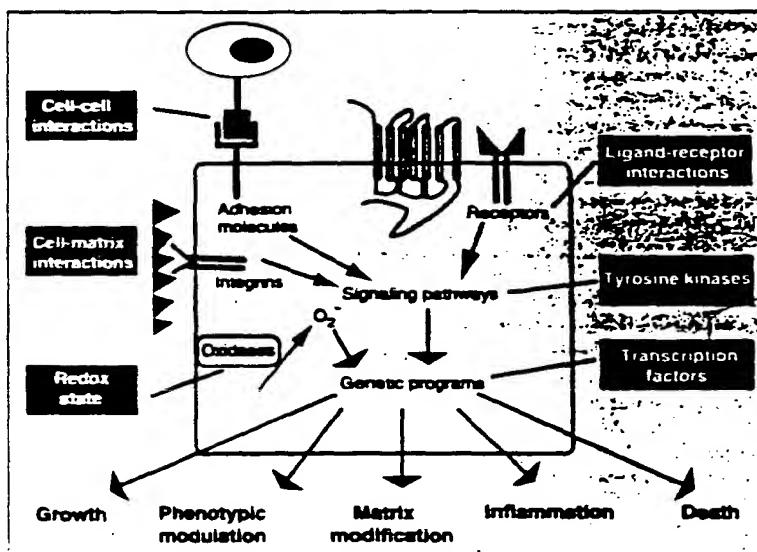 Cell-cell
interactions
Ligand-receptor
interactions
Adhesion
molecules
Receptors
Cell-matrix
interactions
Integrins
Signaling pathways
Tyrosine kinases
O₂⁻
Oxidases
Redox
state
Genetic programs
Transcription
factors
Growth
Phenotypic
modulation
Matrix
modification
Inflammation
Death